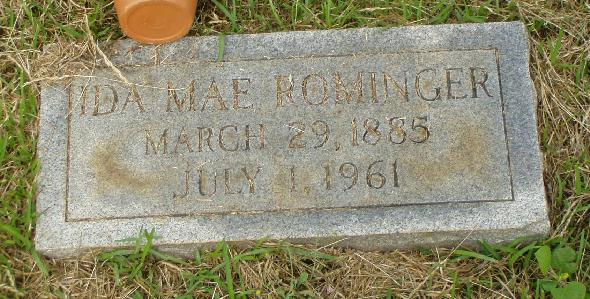 IDA MAE ROMINGER
MARCH 29, 1885
JULY 1, 1961